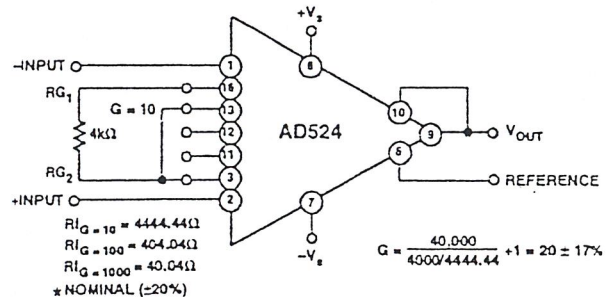 +Vs
-INPUT
1
8
RG1
16
G = 10
13
10
4kΩ
12
AD524
9
VOUT
11
6
RG2
3
REFERENCE
+INPUT
2
7
RIG = 10 = 4444.44Ω
RIG = 100 = 404.04Ω
RIG = 1000 = 40.04Ω
* NOMINAL (±20%)
-Vs
G = 40,000 / 4000/4444.44 + 1 = 20 ± 17%